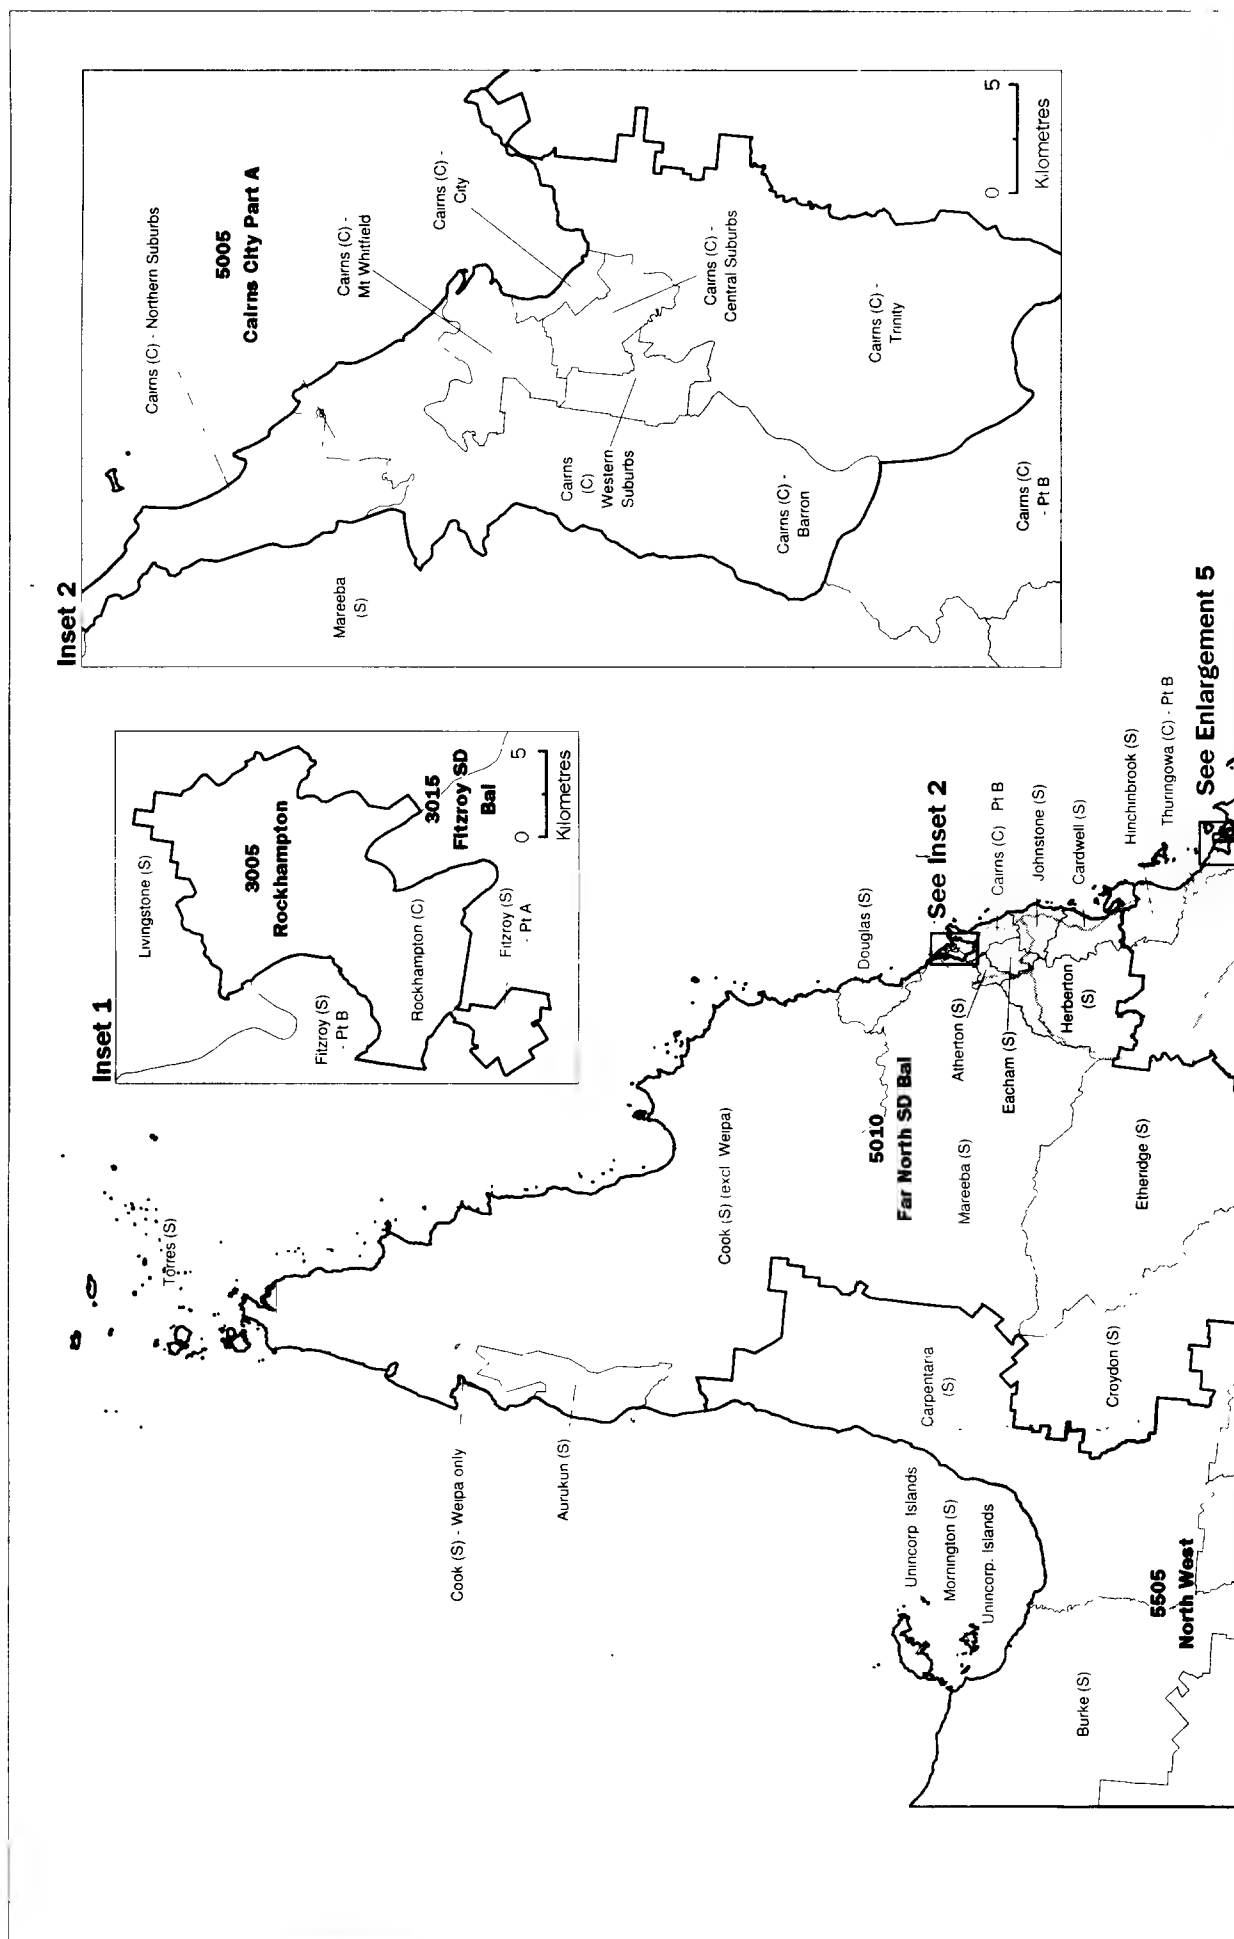 Inset 1
Livingstone (S)
3005
Rockhampton
Fitzroy (S)
- Pt B
Rockhampton (C)
3015
Fitzroy SD
Bal
Fitzroy (S)
- Pt A
0 5
Kilometres
Inset 2
Cairns (C) - Northern Suburbs
5005
Cairns City Part A
Cairns (C) -
Mt Whitfield
Cairns (C) -
City
Mareeba
(S)
Cairns
(C)
Western
Suburbs
Cairns (C) -
Central Suburbs
Cairns (C) -
Barron
Cairns (C) -
Trinity
Cairns (C)
- Pt B
0 5
Kilometres
Torres (S)
Cook (S) - Weipa only
Aurukun (S)
Cook (S) (excl Weipa)
Douglas (S)
5010
Far North SD Bal
See Inset 2
Unincorp Islands
Mornington (S)
Unincorp. Islands
Carpentaria
(S)
Mareeba (S)
Atherton (S)
Eacham (S)
Herberton
(S)
Cairns (C) Pt B
Johnstone (S)
Cardwell (S)
Hinchinbrook (S)
Thuringowa (C) - Pt B
See Enlargement 5
Burke (S)
Croydon (S)
Etheridge (S)
5505
North West